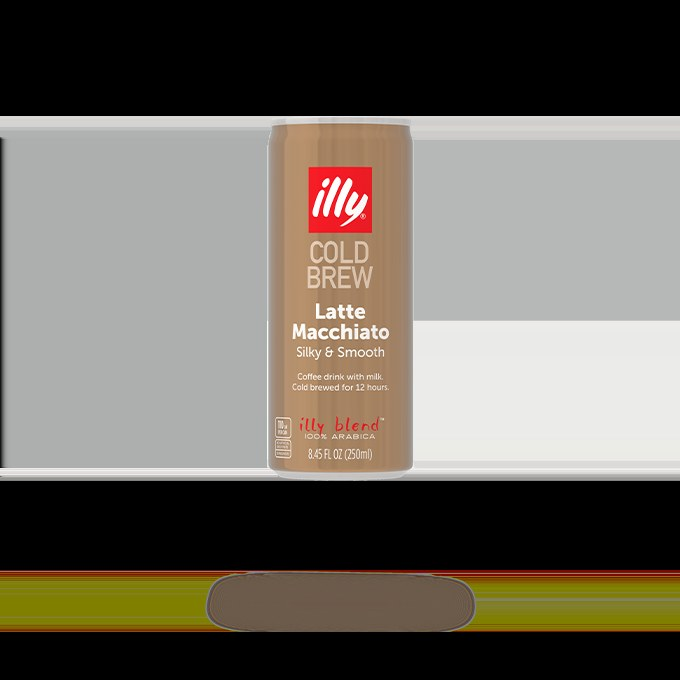 illy®
COLD
BREW
Latte
Macchiato
Silky & Smooth
Coffee drink with milk.
Cold brewed for 12 hours.
illy blend™
100% ARABICA
8.45 FL OZ (250ml)